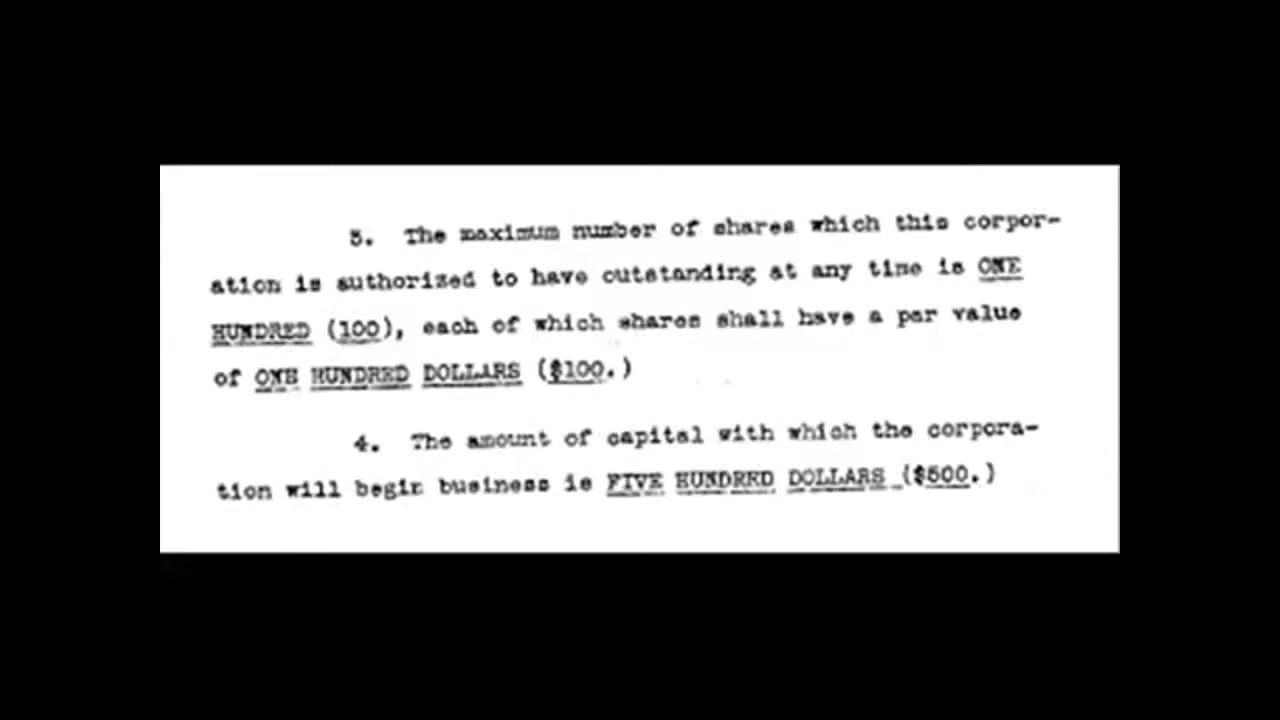 3. The maximum number of shares which this corpor-
ation is authorized to have outstanding at any time is ONE
HUNDRED (100), each of which shares shall have a par value
of ONE HUNDRED DOLLARS ($100.)
4. The amount of capital with which the corpora-
tion will begin business is FIVE HUNDRED DOLLARS ($500.)